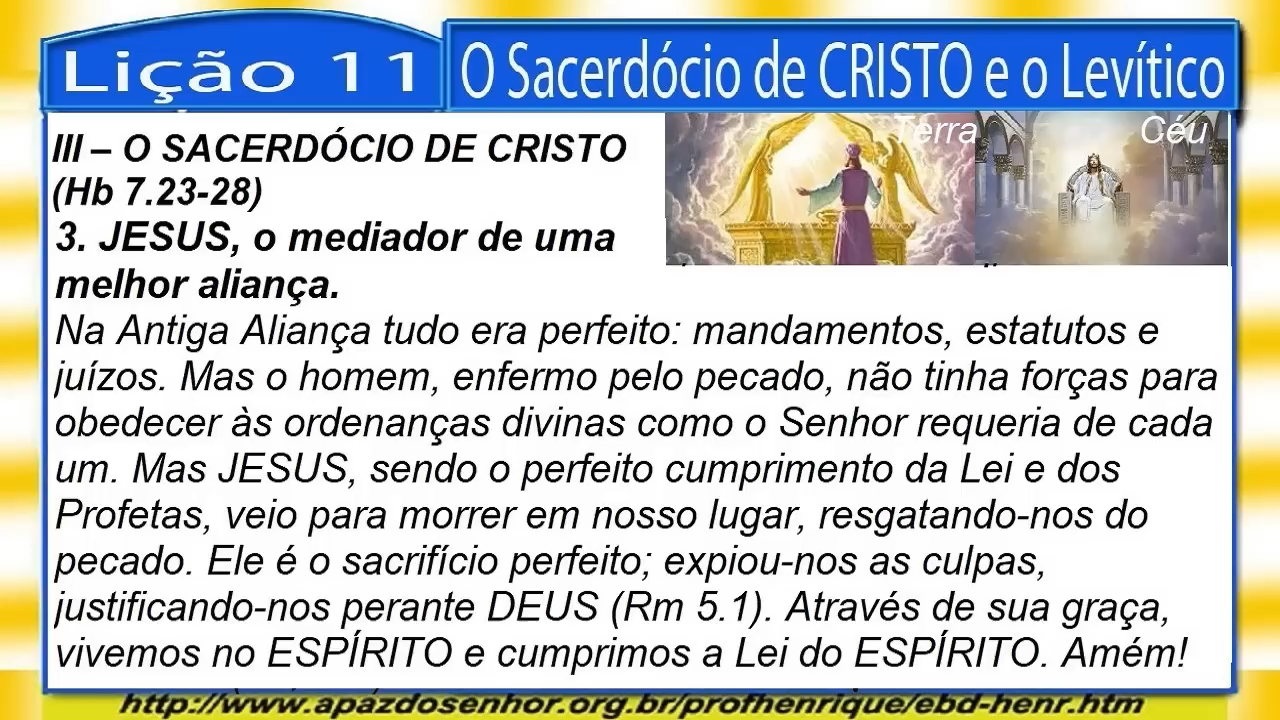 Lição 11
O Sacerdócio de CRISTO e o Levítico
Terra
Céu
III – O SACERDÓCIO DE CRISTO
(Hb 7.23-28)
3. JESUS, o mediador de uma
melhor aliança.
Na Antiga Aliança tudo era perfeito: mandamentos, estatutos e
juízos. Mas o homem, enfermo pelo pecado, não tinha forças para
obedecer às ordenanças divinas como o Senhor requeria de cada
um. Mas JESUS, sendo o perfeito cumprimento da Lei e dos
Profetas, veio para morrer em nosso lugar, resgatando-nos do
pecado. Ele é o sacrifício perfeito; expiou-nos as culpas,
justificando-nos perante DEUS (Rm 5.1). Através de sua graça,
vivemos no ESPÍRITO e cumprimos a Lei do ESPÍRITO. Amém!
http://www.apazdosenhor.org.br/profhenrique/ebd-henr.htm